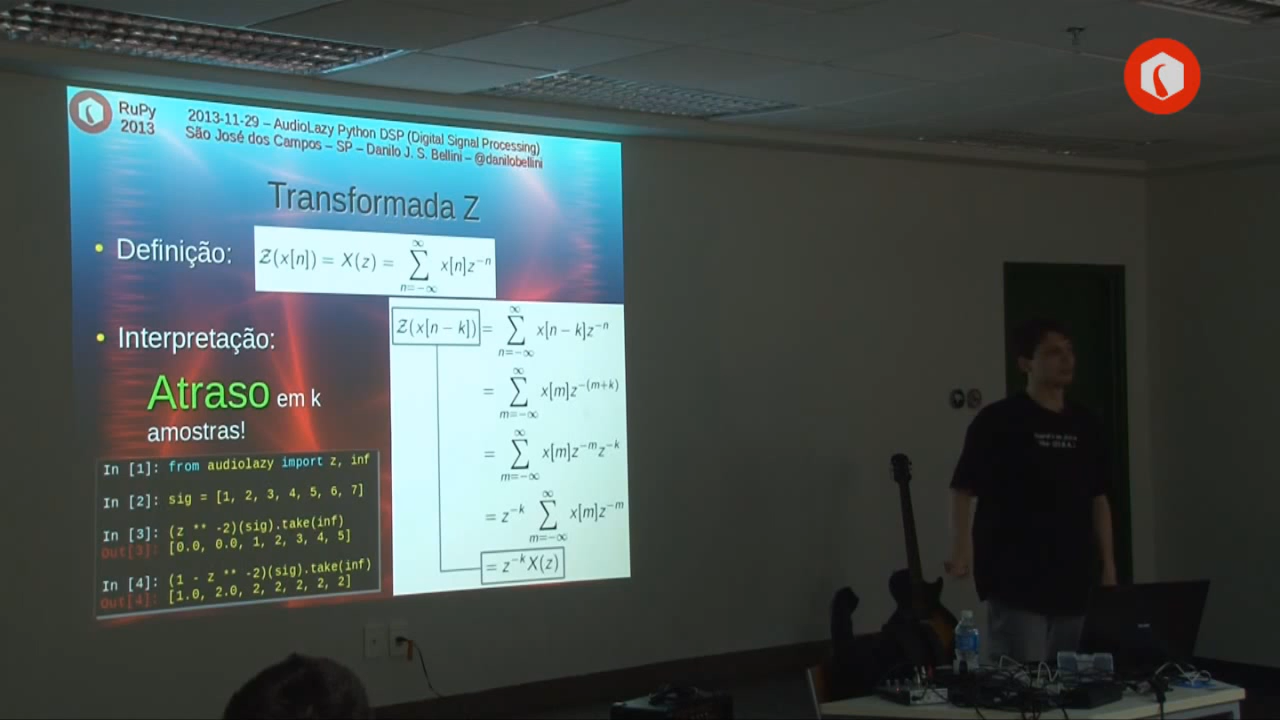 RuPy
2013
2013-11-29 – AudioLazy Python DSP (Digital Signal Processing)
São José dos Campos – SP – Danilo J. S. Bellini – @danilobellini
Transformada Z
• Definição:
Z(x[n]) = X(z) = ∑_{n=−∞}^{∞} x[n]z^{−n}
• Interpretação:
Atraso em k
amostras!
Z(x[n − k]) = ∑_{n=−∞}^{∞} x[n − k]z^{−n}
= ∑_{m=−∞}^{∞} x[m]z^{−(m+k)}
= ∑_{m=−∞}^{∞} x[m]z^{−m}z^{−k}
= z^{−k} ∑_{m=−∞}^{∞} x[m]z^{−m}
= z^{−k}X(z)
In [1]: from audiolazy import z, inf
In [2]: sig = [1, 2, 3, 4, 5, 6, 7]
In [3]: (z ** -2)(sig).take(inf)
Out[3]: [0.0, 0.0, 1, 2, 3, 4, 5]
In [4]: (1 - z ** -2)(sig).take(inf)
Out[4]: [1.0, 2.0, 2, 2, 2, 2, 2]